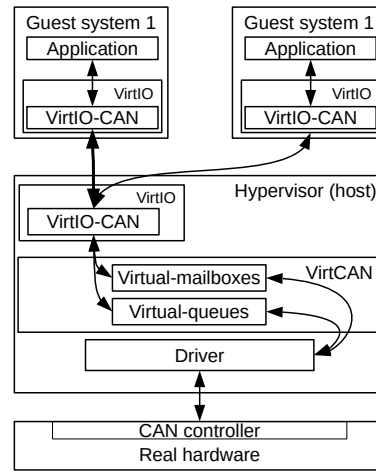 Guest system 1
Application
VirtIO
VirtIO-CAN
Guest system 1
Application
VirtIO
VirtIO-CAN
Hypervisor (host)
VirtIO
VirtIO-CAN
VirtCAN
Virtual-mailboxes
Virtual-queues
Driver
CAN controller
Real hardware